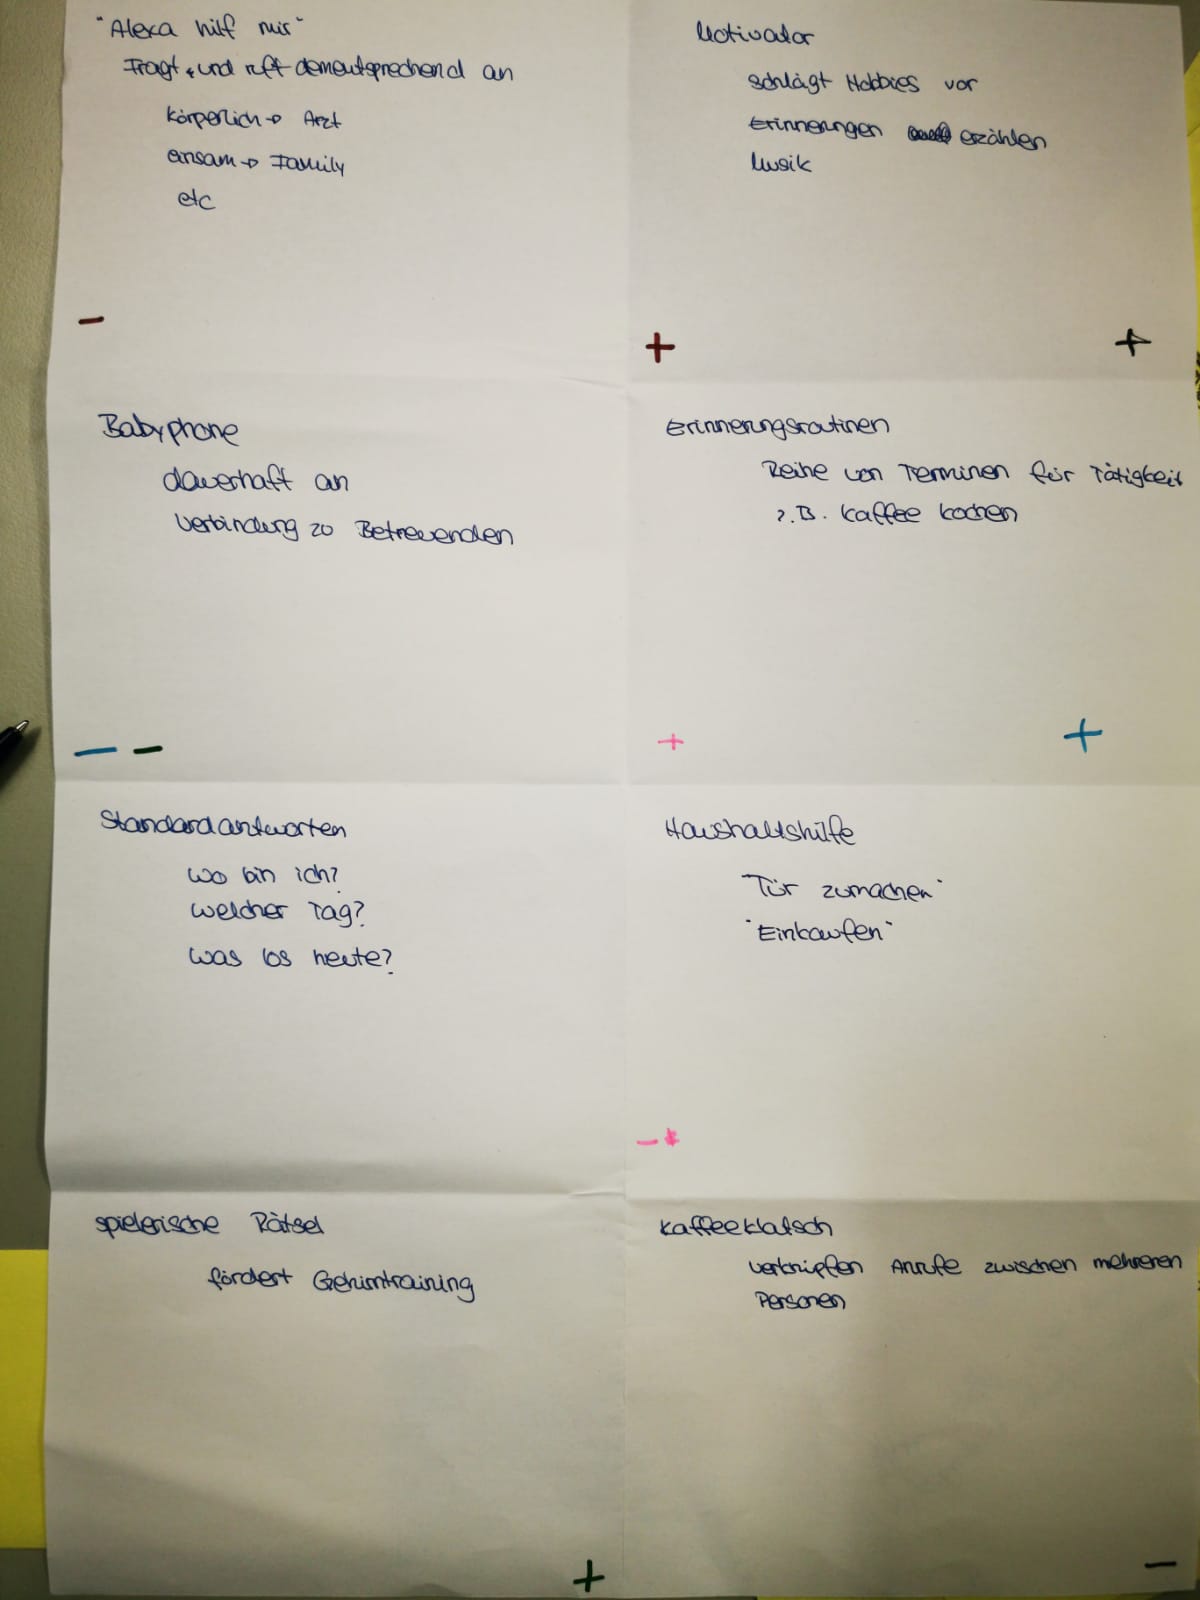 "Alexa hilf mir"
Fragt und ruft dementsprechend an
körperlich → Arzt
einsam → Family
etc
-
Motivator
schlägt Hobbies vor
Erinnerungen erzählen
Musik
+ +
Babyphone
dauerhaft an
Verbindung zu Betreuenden
- -
Erinnerungsroutinen
Reihe von Terminen für Tätigkeit
z.B. Kaffee kochen
+ +
Standardantworten
wo bin ich?
welcher Tag?
was los heute?
Haushaltshilfe
"Tür zumachen"
"Einkaufen"
-
spielerische Rätsel
fördert Gehirntraining
+
Kaffeeklatsch
verknüpfen Anrufe zwischen mehreren
Personen
-